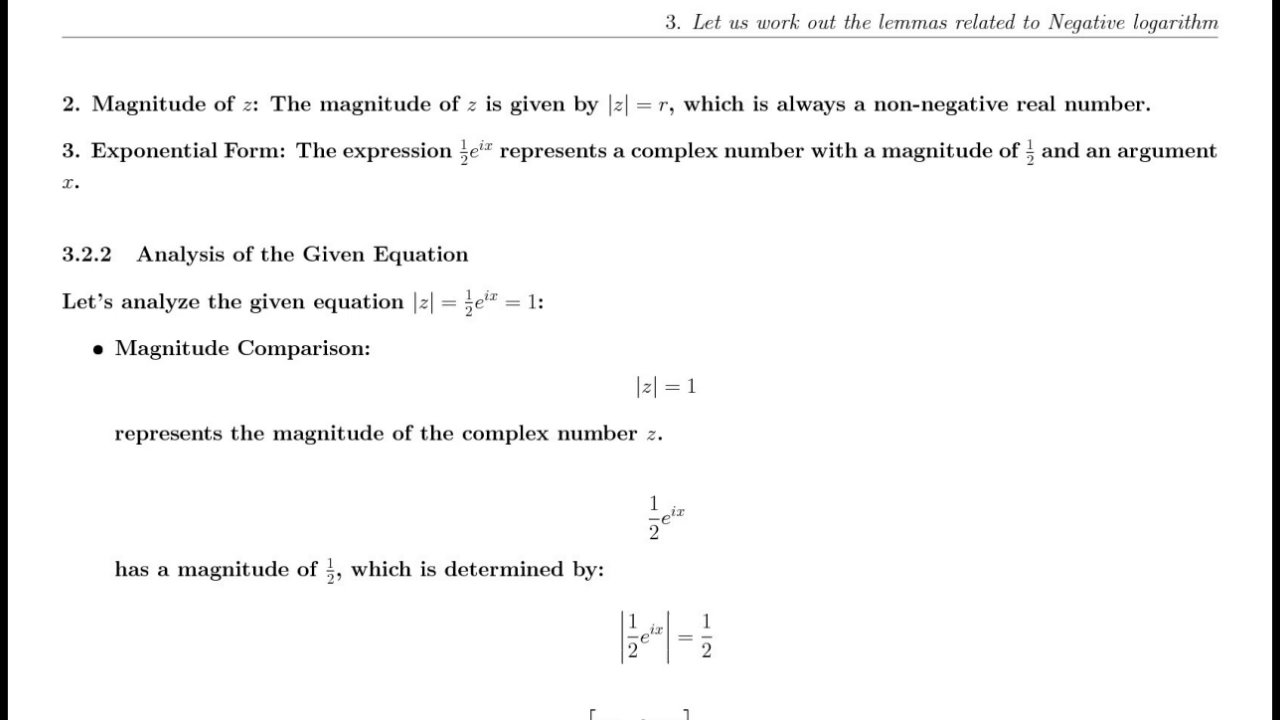 3. Let us work out the lemmas related to Negative logarithm
2. Magnitude of z: The magnitude of z is given by |z| = r, which is always a non-negative real number.
3. Exponential Form: The expression ½e^{ix} represents a complex number with a magnitude of ½ and an argument
x.
3.2.2 Analysis of the Given Equation
Let's analyze the given equation |z| = ½e^{ix} = 1:
• Magnitude Comparison:
|z| = 1
represents the magnitude of the complex number z.
½e^{ix}
has a magnitude of ½, which is determined by:
|½e^{ix}| = ½